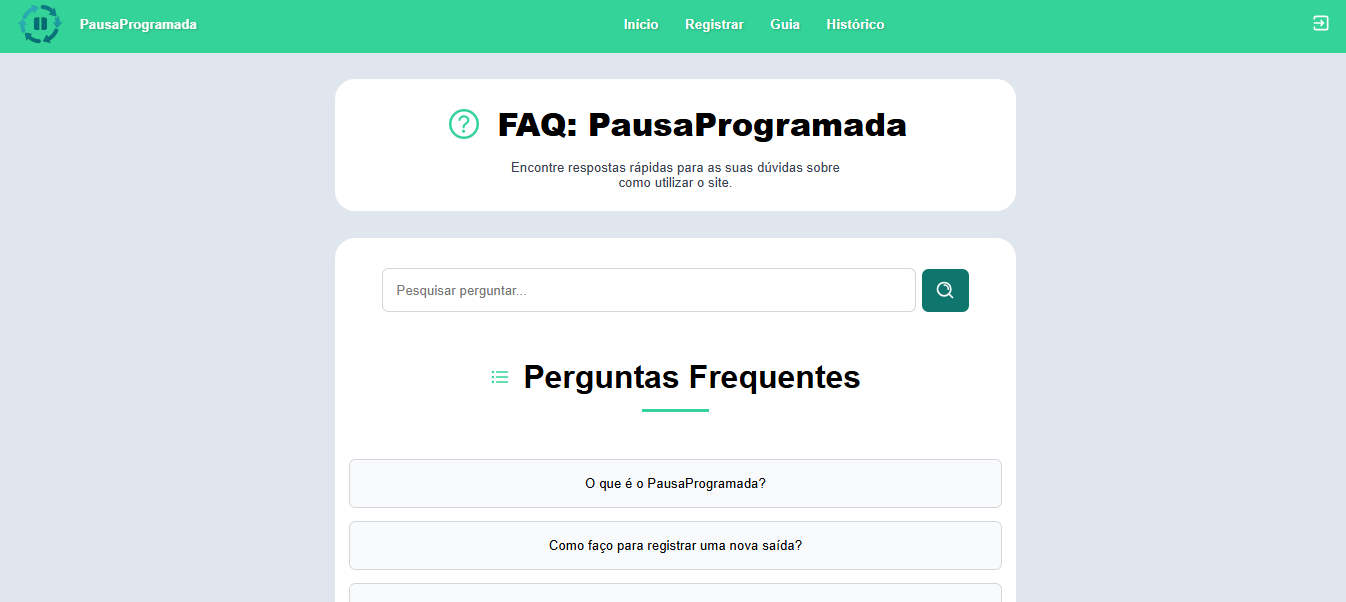 PausaProgramada
Início
Registrar
Guia
Histórico
FAQ: PausaProgramada
Encontre respostas rápidas para as suas dúvidas sobre
como utilizar o site.
Pesquisar perguntar...
Perguntas Frequentes
O que é o PausaProgramada?
Como faço para registrar uma nova saída?